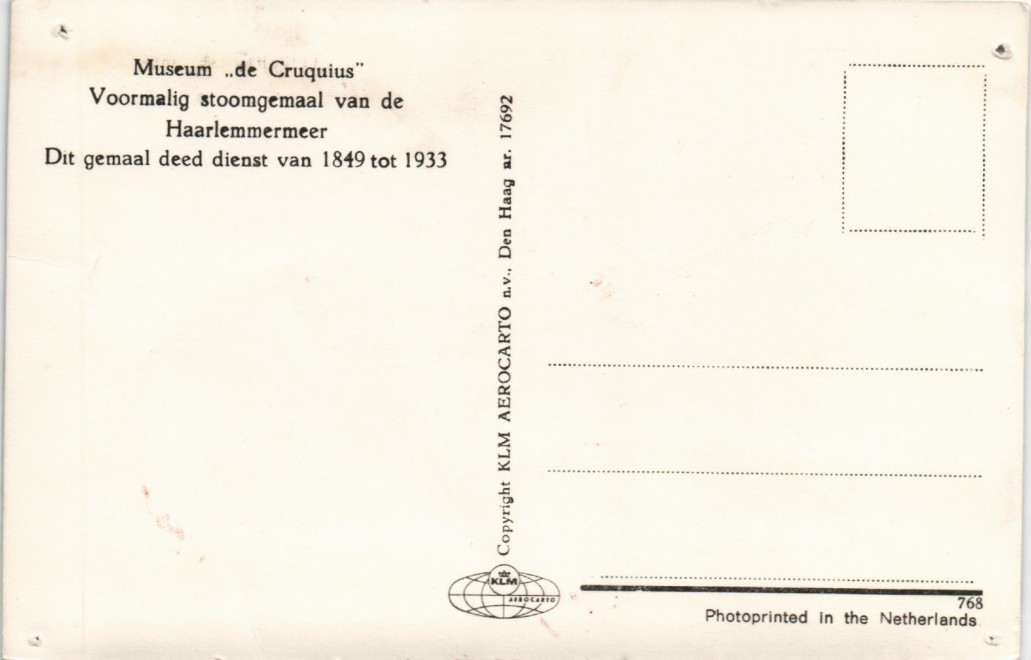 Museum „de Cruquius”
Voormalig stoomgemaal van de
Haarlemmermeer
Dit gemaal deed dienst van 1849 tot 1933
Copyright KLM AEROCARTO n.v., Den Haag nr. 17692
KLM
AEROCARTO
768
Photoprinted in the Netherlands